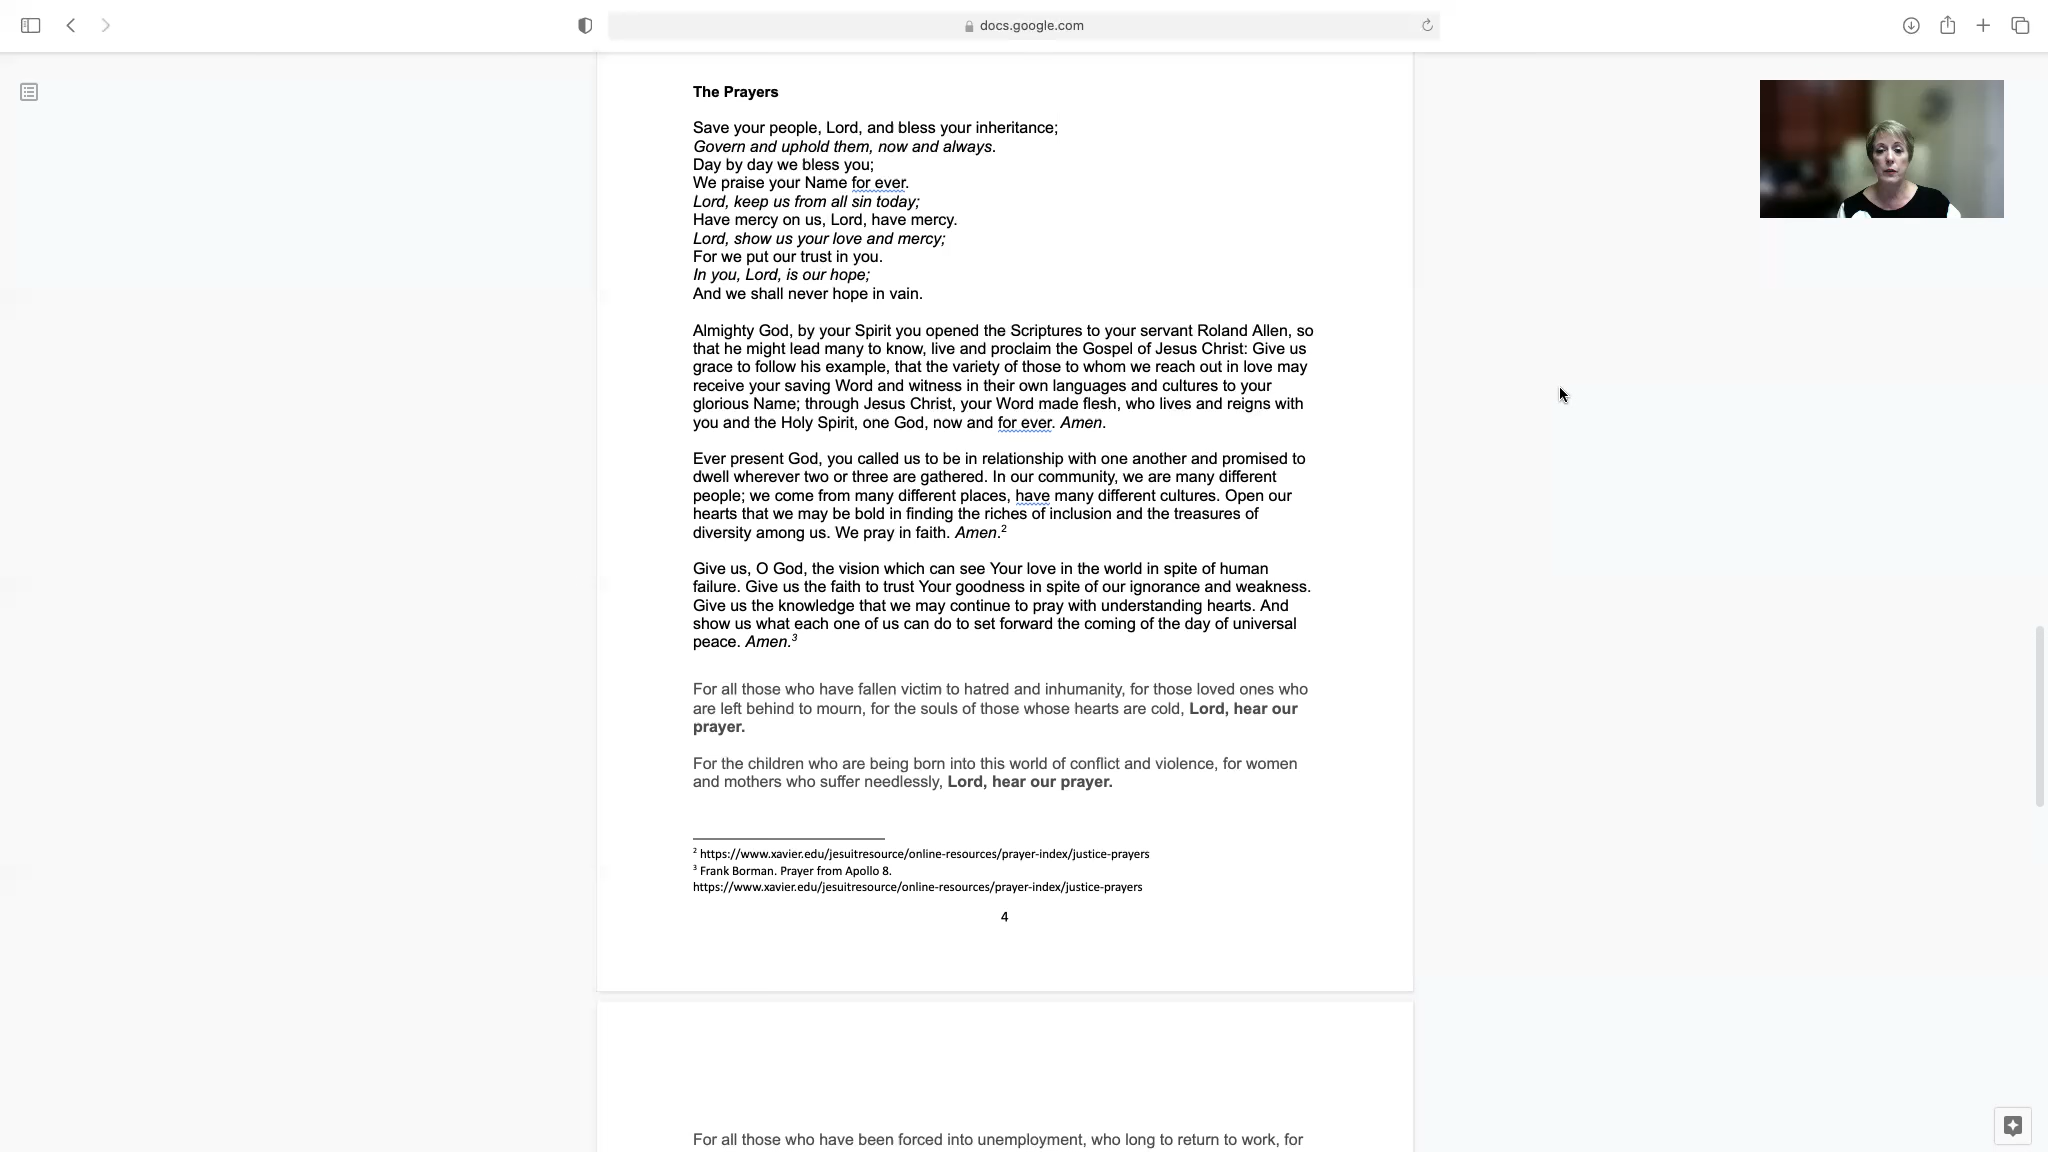 docs.google.com
The Prayers
Save your people, Lord, and bless your inheritance;
Govern and uphold them, now and always.
Day by day we bless you;
We praise your Name for ever.
Lord, keep us from all sin today;
Have mercy on us, Lord, have mercy.
Lord, show us your love and mercy;
For we put our trust in you.
In you, Lord, is our hope;
And we shall never hope in vain.
Almighty God, by your Spirit you opened the Scriptures to your servant Roland Allen, so
that he might lead many to know, live and proclaim the Gospel of Jesus Christ: Give us
grace to follow his example, that the variety of those to whom we reach out in love may
receive your saving Word and witness in their own languages and cultures to your
glorious Name; through Jesus Christ, your Word made flesh, who lives and reigns with
you and the Holy Spirit, one God, now and for ever. Amen.
Ever present God, you called us to be in relationship with one another and promised to
dwell wherever two or three are gathered. In our community, we are many different
people; we come from many different places, have many different cultures. Open our
hearts that we may be bold in finding the riches of inclusion and the treasures of
diversity among us. We pray in faith. Amen.2
Give us, O God, the vision which can see Your love in the world in spite of human
failure. Give us the faith to trust Your goodness in spite of our ignorance and weakness.
Give us the knowledge that we may continue to pray with understanding hearts. And
show us what each one of us can do to set forward the coming of the day of universal
peace. Amen.3
For all those who have fallen victim to hatred and inhumanity, for those loved ones who
are left behind to mourn, for the souls of those whose hearts are cold, Lord, hear our
prayer.
For the children who are being born into this world of conflict and violence, for women
and mothers who suffer needlessly, Lord, hear our prayer.
2 https://www.xavier.edu/jesuitresource/online-resources/prayer-index/justice-prayers
3 Frank Borman. Prayer from Apollo 8.
https://www.xavier.edu/jesuitresource/online-resources/prayer-index/justice-prayers
4
For all those who have been forced into unemployment, who long to return to work, for